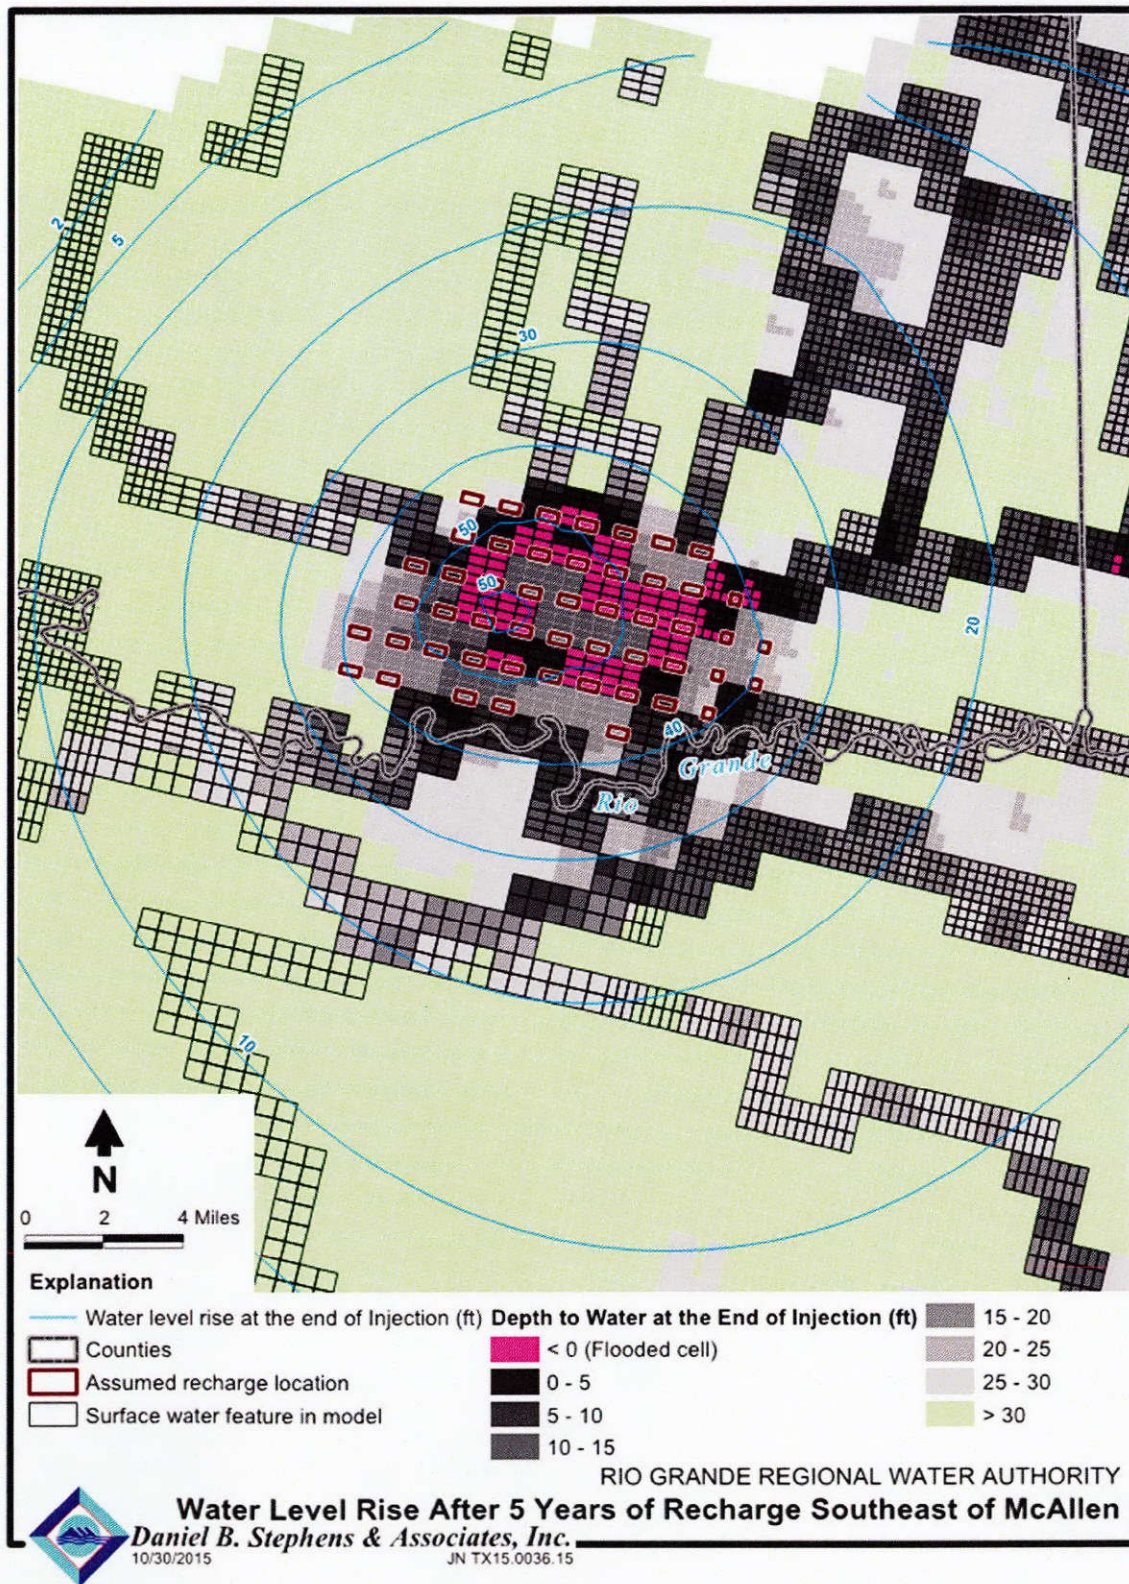 2
5
30
50
50
20
40
Grande
Rio
10
N
0 2 4 Miles
Explanation
Water level rise at the end of Injection (ft)
Counties
Assumed recharge location
Surface water feature in model
Depth to Water at the End of Injection (ft)
< 0 (Flooded cell)
0 - 5
5 - 10
10 - 15
15 - 20
20 - 25
25 - 30
> 30
RIO GRANDE REGIONAL WATER AUTHORITY
Water Level Rise After 5 Years of Recharge Southeast of McAllen
Daniel B. Stephens & Associates, Inc.
10/30/2015 JN TX15.0036.15